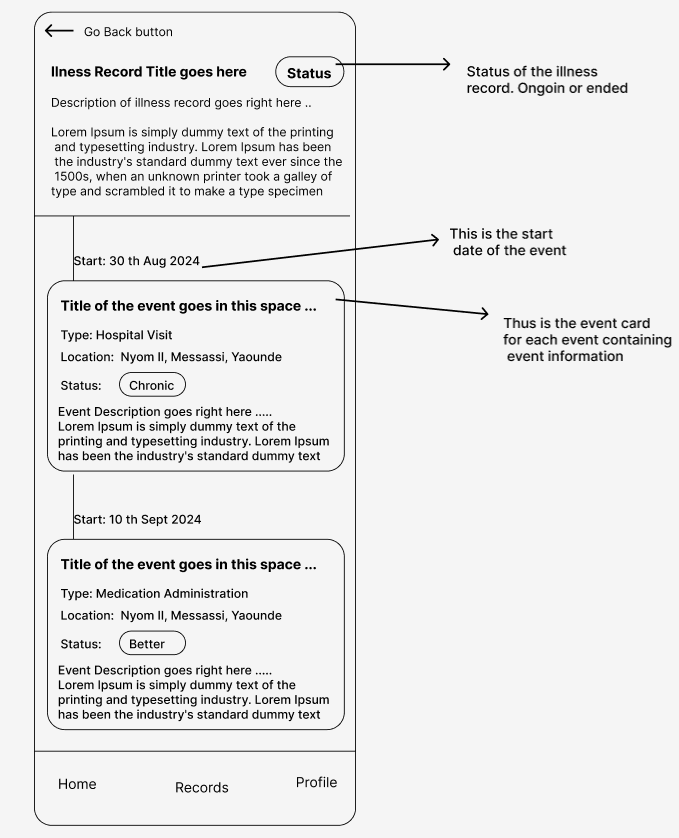 Go Back button
Ilness Record Title goes here
Status
Status of the illness
record. Ongoin or ended
Description of illness record goes right here ..
Lorem Ipsum is simply dummy text of the printing
and typesetting industry. Lorem Ipsum has been
the industry's standard dummy text ever since the
1500s, when an unknown printer took a galley of
type and scrambled it to make a type specimen
This is the start
date of the event
Start: 30 th Aug 2024
Title of the event goes in this space ...
Thus is the event card
for each event containing
event information
Type: Hospital Visit
Location: Nyom II, Messassi, Yaounde
Status: Chronic
Event Description goes right here .....
Lorem Ipsum is simply dummy text of the
printing and typesetting industry. Lorem Ipsum
has been the industry's standard dummy text
Start: 10 th Sept 2024
Title of the event goes in this space ...
Type: Medication Administration
Location: Nyom II, Messassi, Yaounde
Status: Better
Event Description goes right here .....
Lorem Ipsum is simply dummy text of the
printing and typesetting industry. Lorem Ipsum
has been the industry's standard dummy text
Home
Records
Profile